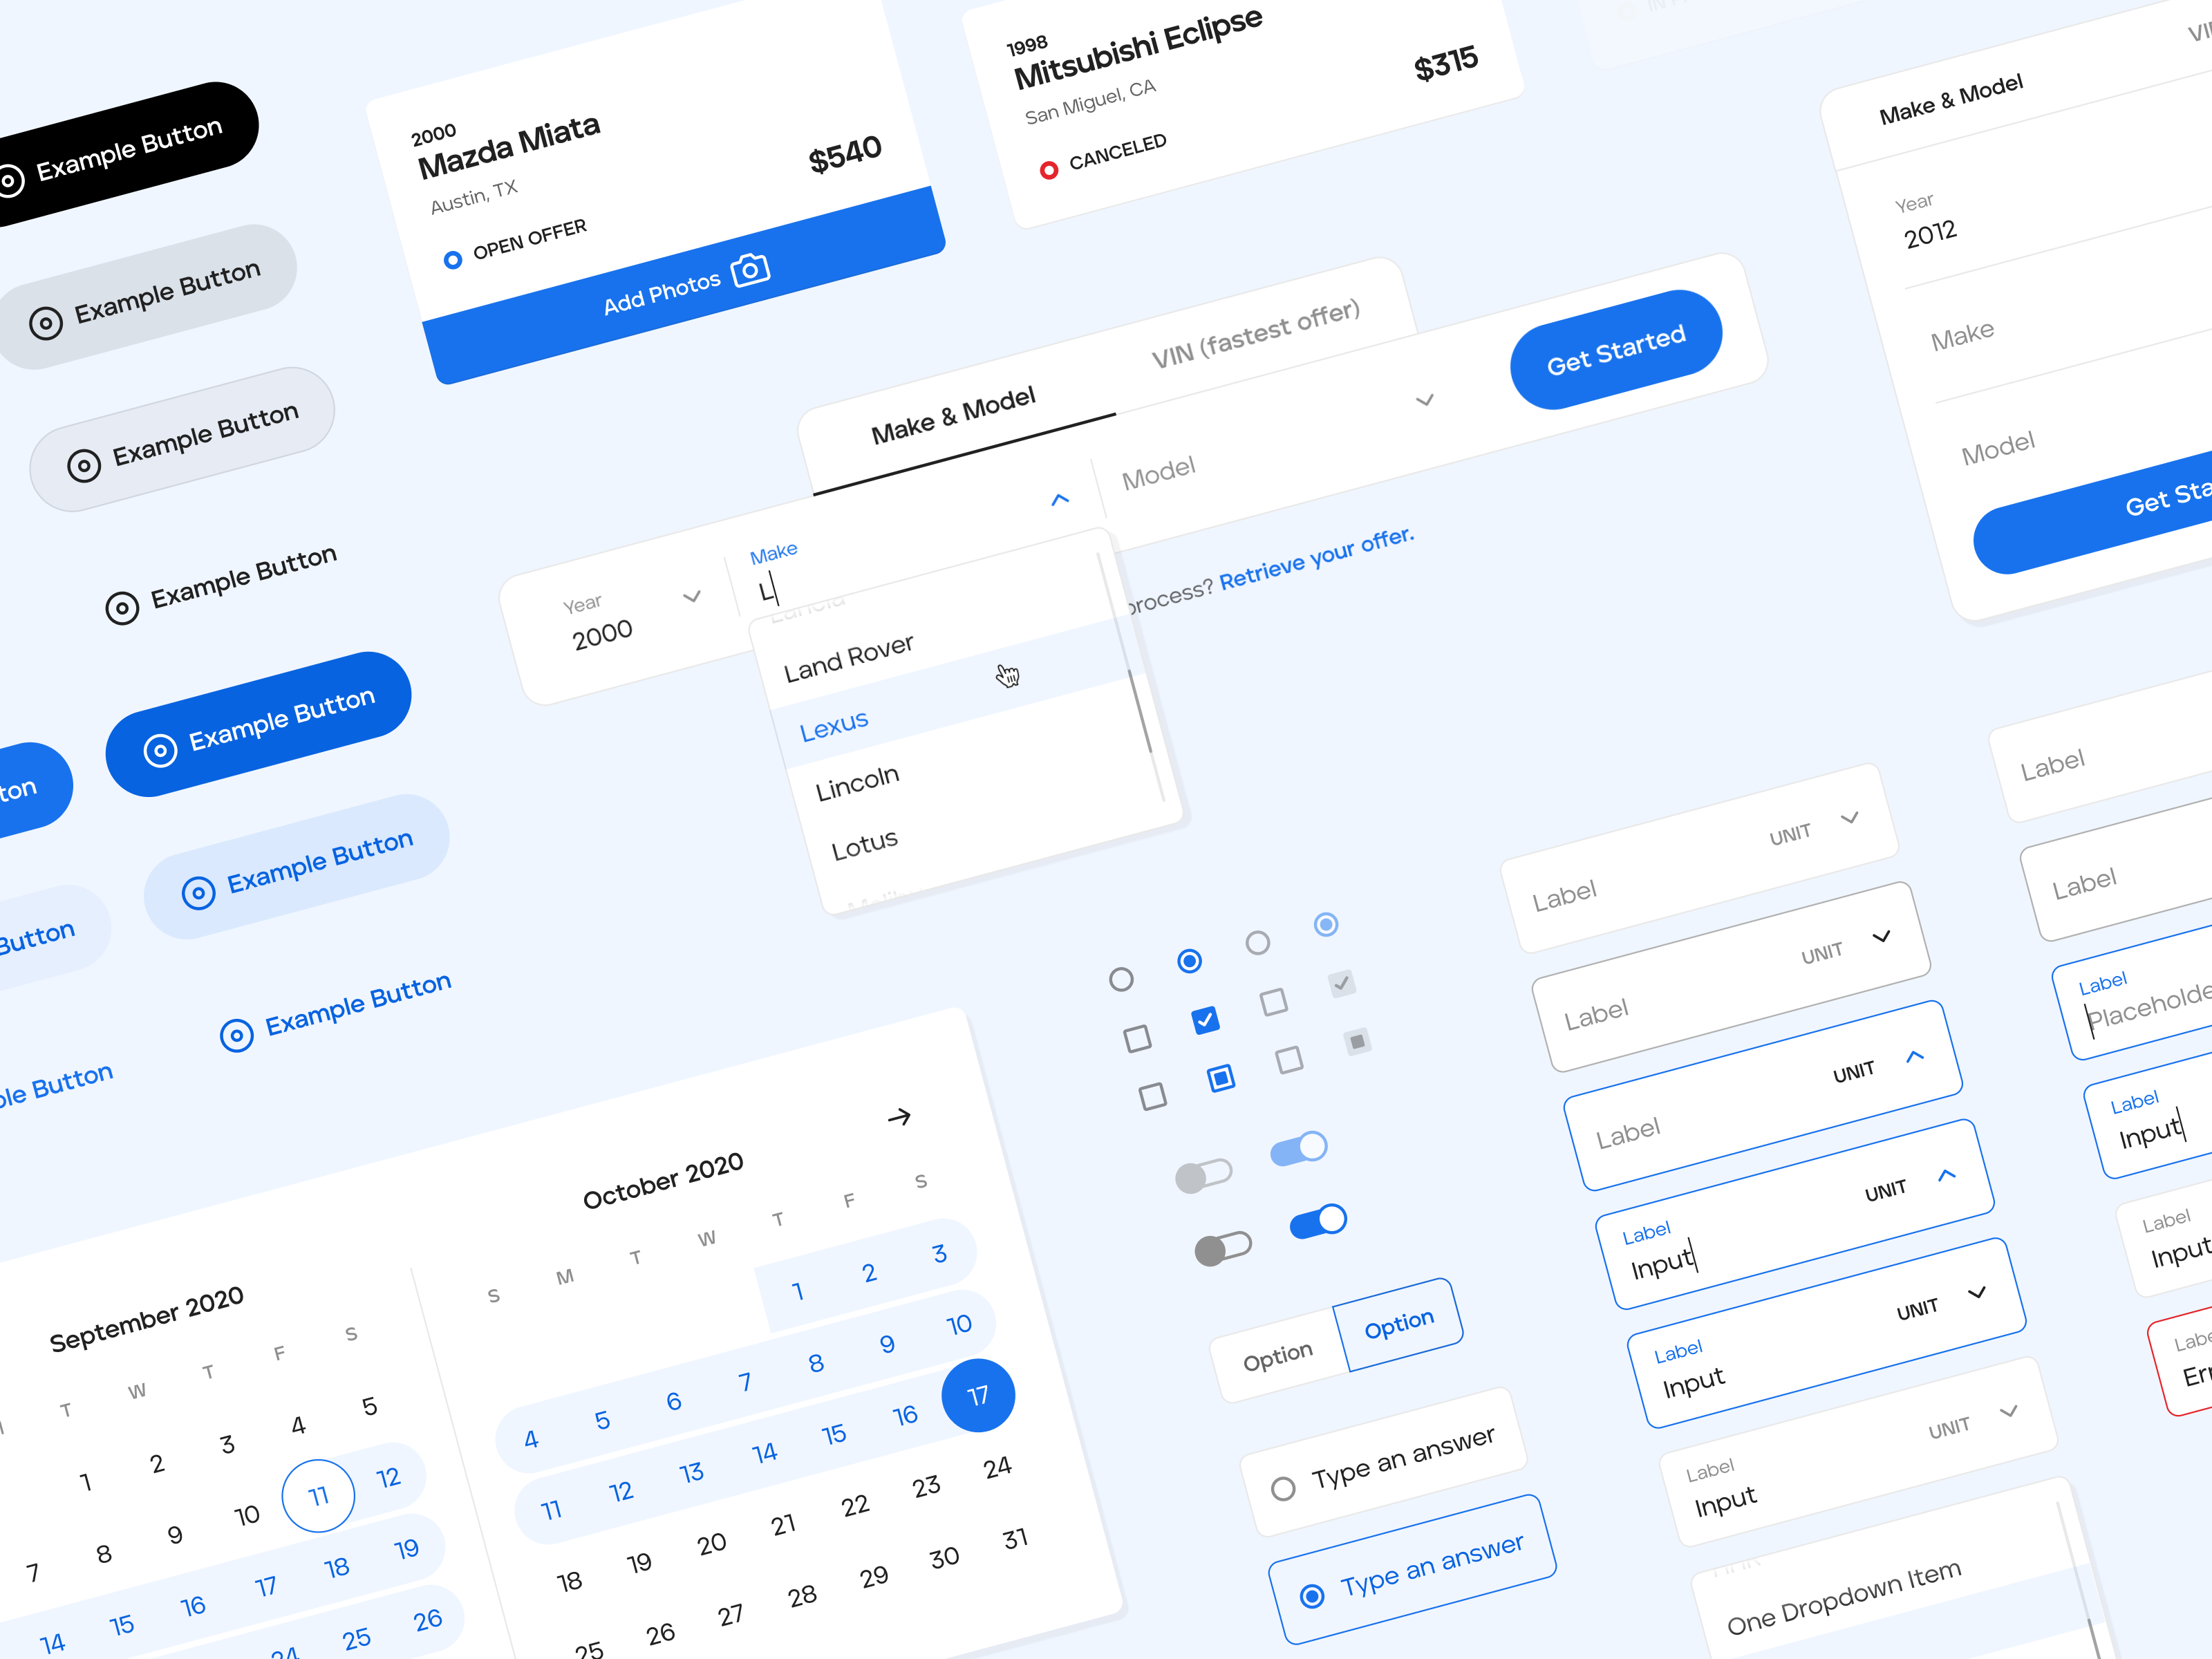 Example Button
Example Button
Example Button
Example Button
Example Button
Example Button
Button
Example Button
Button
2000
Mazda Miata
Austin, TX
$540
OPEN OFFER
Add Photos
1998
Mitsubishi Eclipse
San Miguel, CA
$315
CANCELED
Make & Model
VIN (fastest offer)
Get Started
Year
2000
Make
L
Model
Land Rover
Lexus
Lincoln
Lotus
process? Retrieve your offer.
Make & Model
Year
2012
Make
Model
Get Sta
September 2020
T W T F S
1 2 3 4 5
7 8 9 10 11 12
14 15 16 17 18 19
24 25 26
October 2020
S M T W T F S
1 2 3
4 5 6 7 8 9 10
11 12 13 14 15 16 17
18 19 20 21 22 23 24
25 26 27 28 29 30 31
Option
Option
Type an answer
Type an answer
Label
UNIT
Label
UNIT
Label
UNIT
Label
Input
UNIT
Label
Input
UNIT
Label
Input
UNIT
One Dropdown Item
Label
Label
Label
Placeholde
Label
Input
Label
Input
Labe
Err